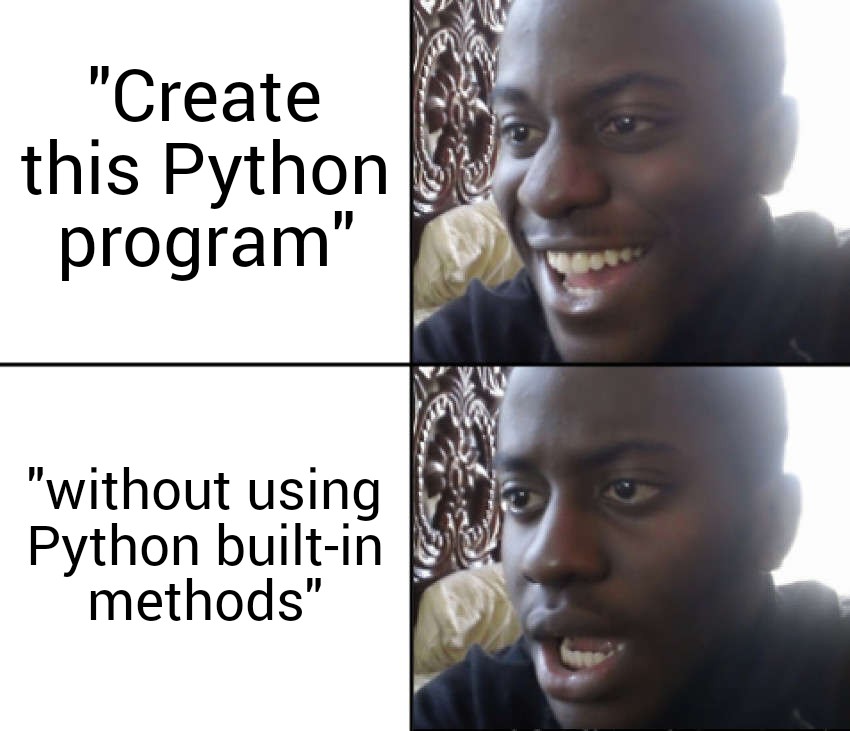 "Create
this Python
program"
"without using
Python built-in
methods"